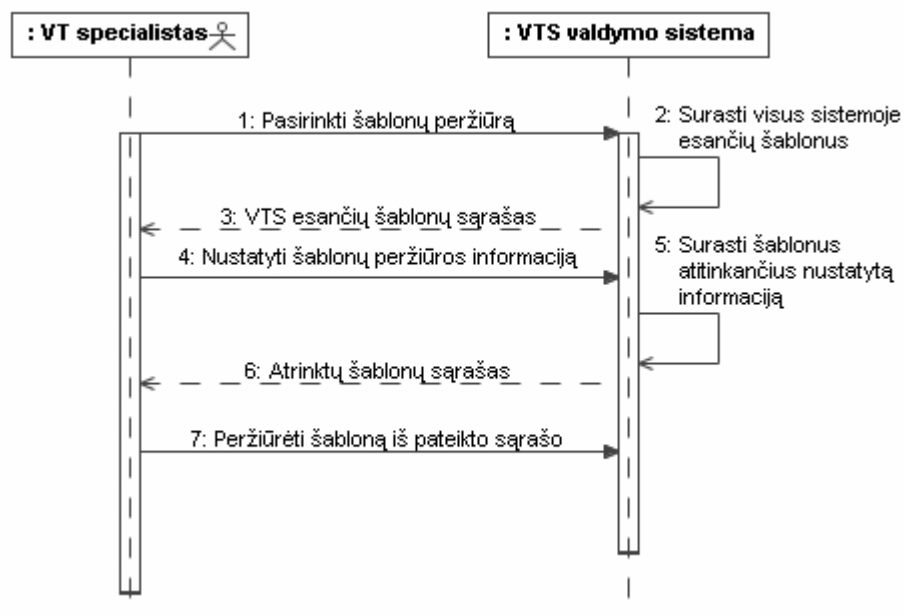 : VT specialistas
: VTS valdymo sistema
1: Pasirinkti šablonų peržiūrą
2: Surasti visus sistemoje
esančių šablonus
3: VTS esančių šablonų sąrašas
4: Nustatyti šablonų peržiūros informaciją
5: Surasti šablonus
atitinkančius nustatytą
informaciją
6: Atrinktų šablonų sąrašas
7: Peržiūrėti šabloną iš pateikto sąrašo